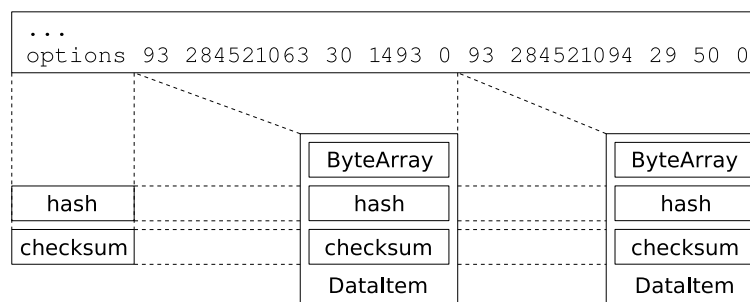 ...
options 93 284521063 30 1493 0 93 284521094 29 50 0
ByteArray ByteArray
hash hash hash
checksum checksum checksum
DataItem DataItem